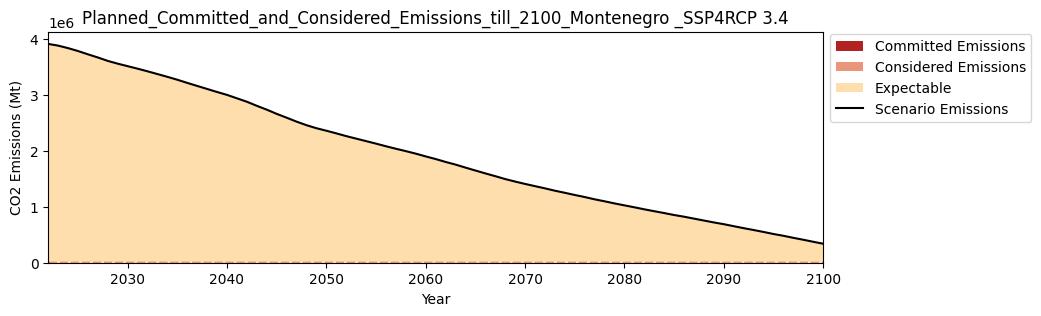 Planned_Committed_and_Considered_Emissions_till_2100_Montenegro _SSP4RCP 3.4
1e6
4
3
2
1
0
CO2 Emissions (Mt)
2030 2040 2050 2060 2070 2080 2090 2100
Year
Committed Emissions
Considered Emissions
Expectable
Scenario Emissions